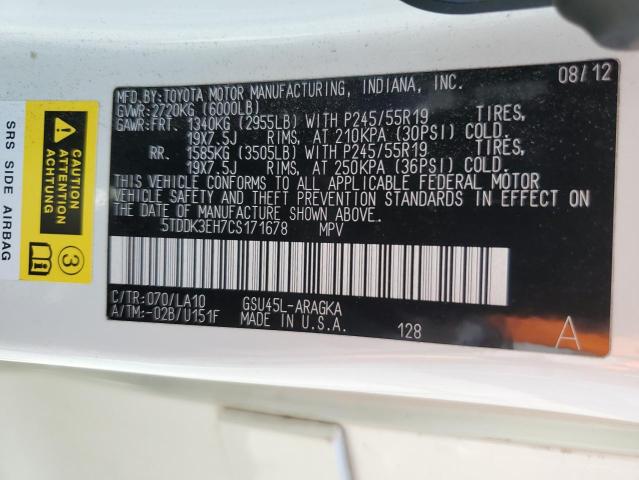 MFD.BY:TOYOTA MOTOR MANUFACTURING, INDIANA, INC. 08/12
GVWR:2720KG (6000LB)
GAWR:FRT. 1340KG (2955LB) WITH P245/55R19 TIRES,
19X7.5J RIMS, AT 210KPA (30PSI) COLD.
RR. 1585KG (3505LB) WITH P245/55R19 TIRES,
19X7.5J RIMS, AT 250KPA (36PSI) COLD.
THIS VEHICLE CONFORMS TO ALL APPLICABLE FEDERAL MOTOR
VEHICLE SAFETY AND THEFT PREVENTION STANDARDS IN EFFECT ON
THE DATE OF MANUFACTURE SHOWN ABOVE.
5TDDK3EH7CS171678 MPV
C/TR:070/LA10 GSU45L-ARAGKA
A/TM:-02B/U151F MADE IN U.S.A. 128 A
SRS SIDE AIRBAG
CAUTION
ATTENTION
ACHTUNG
3